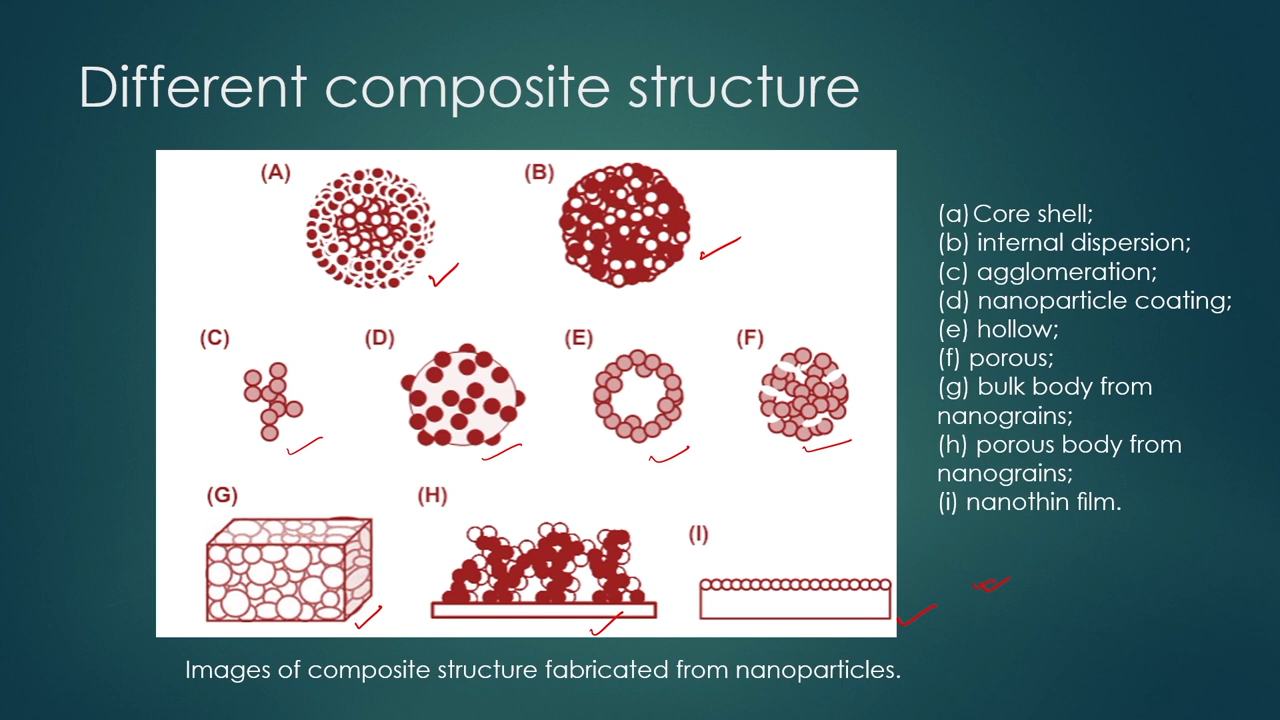 Different composite structure
(A)
(B)
(C)
(D)
(E)
(F)
(G)
(H)
(I)
(a) Core shell;
(b) internal dispersion;
(c) agglomeration;
(d) nanoparticle coating;
(e) hollow;
(f) porous;
(g) bulk body from
nanograins;
(h) porous body from
nanograins;
(i) nanothin film.
Images of composite structure fabricated from nanoparticles.